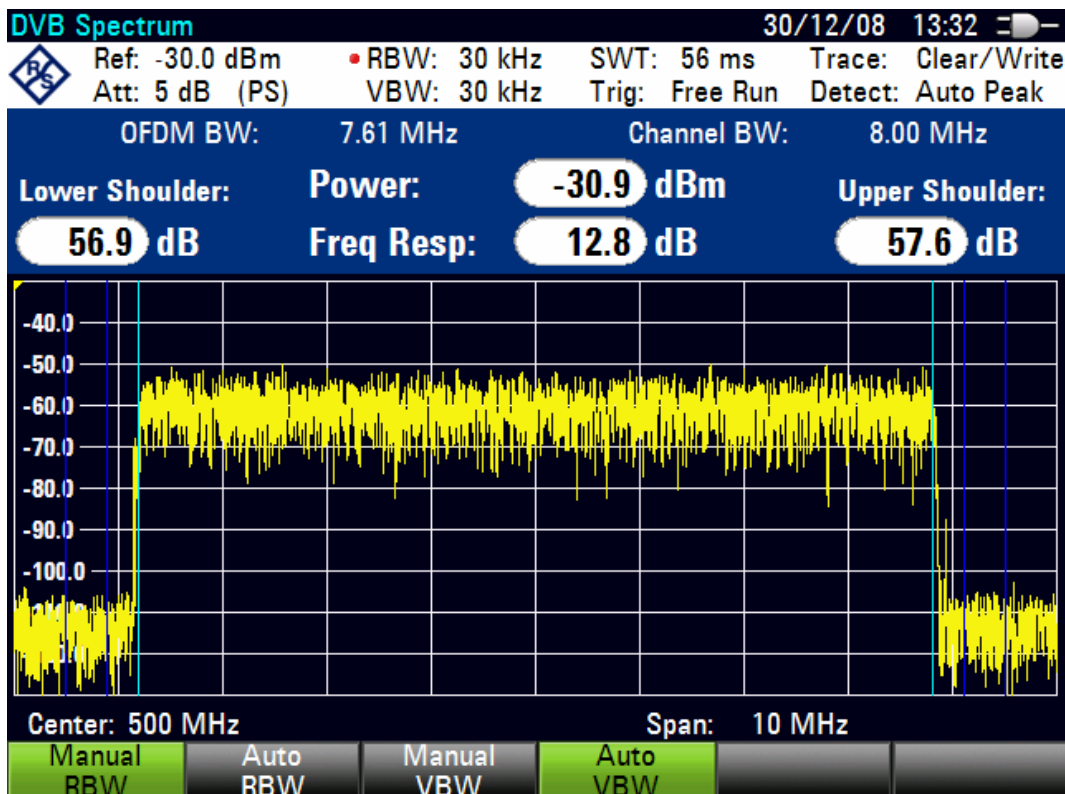 DVB Spectrum 30/12/08 13:32
R&S Ref: -30.0 dBm • RBW: 30 kHz SWT: 56 ms Trace: Clear/Write
Att: 5 dB (PS) VBW: 30 kHz Trig: Free Run Detect: Auto Peak
OFDM BW: 7.61 MHz Channel BW: 8.00 MHz
Lower Shoulder: Power: -30.9 dBm Upper Shoulder:
56.9 dB Freq Resp: 12.8 dB 57.6 dB
-40.0
-50.0
-60.0
-70.0
-80.0
-90.0
-100.0
Center: 500 MHz Span: 10 MHz
Manual RBW Auto RBW Manual VBW Auto VBW